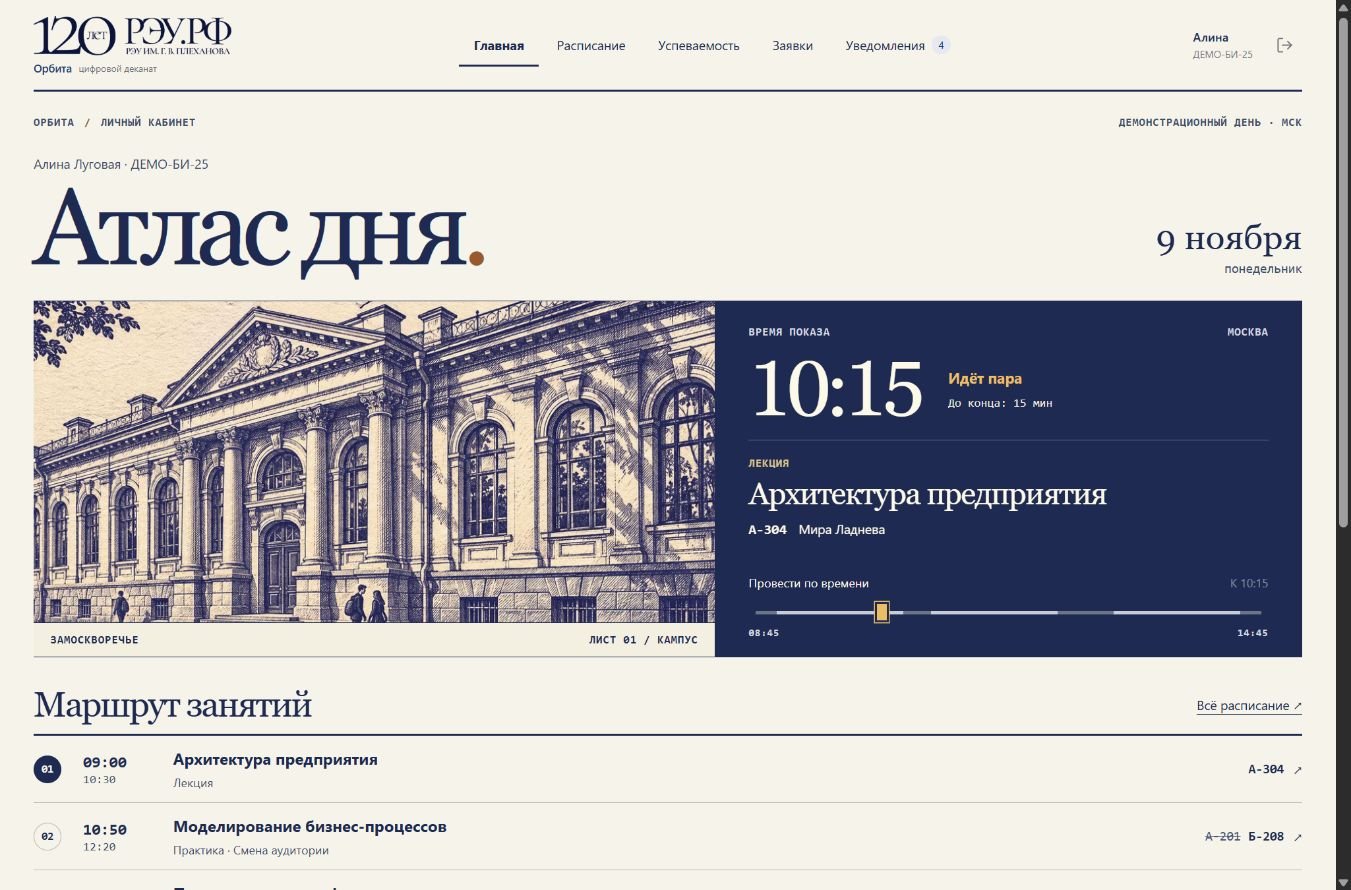 120 лет РЭУ.РФ
РЭУ ИМ. Г. В. ПЛЕХАНОВА
Орбита цифровой деканат
Главная Расписание Успеваемость Заявки Уведомления 4
Алина
ДЕМО-БИ-25
ОРБИТА / ЛИЧНЫЙ КАБИНЕТ
ДЕМОНСТРАЦИОННЫЙ ДЕНЬ · МСК
Алина Луговая · ДЕМО-БИ-25
Атлас дня.
9 ноября
понедельник
ВРЕМЯ ПОКАЗА МОСКВА
10:15
Идёт пара
До конца: 15 мин
ЛЕКЦИЯ
Архитектура предприятия
А-304 Мира Ладнева
Провести по времени К 10:15
08:45 14:45
ЗАМОСКВОРЕЧЬЕ ЛИСТ 01 / КАМПУС
Маршрут занятий
Всё расписание ↗
01 09:00 Архитектура предприятия А-304 ↗
10:30 Лекция
02 10:50 Моделирование бизнес-процессов А-201 Б-208 ↗
12:20 Практика · Смена аудитории